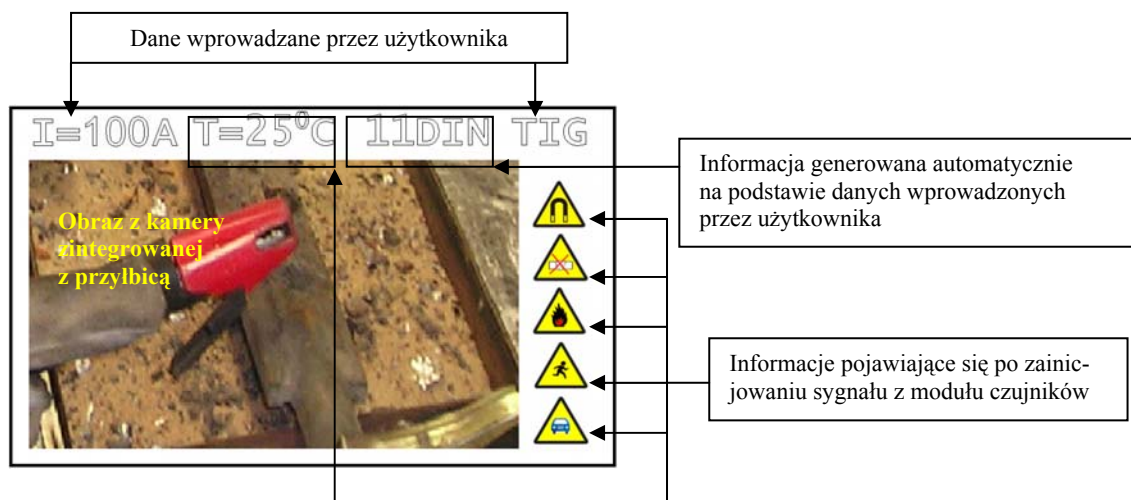 Dane wprowadzane przez użytkownika
I=100A T=25⁰C 11DIN TIG
Informacja generowana automatycznie
na podstawie danych wprowadzonych
przez użytkownika
Obraz z kamery
zintegrowanej
z przyłbicą
Informacje pojawiające się po zainic-
jowaniu sygnału z modułu czujników